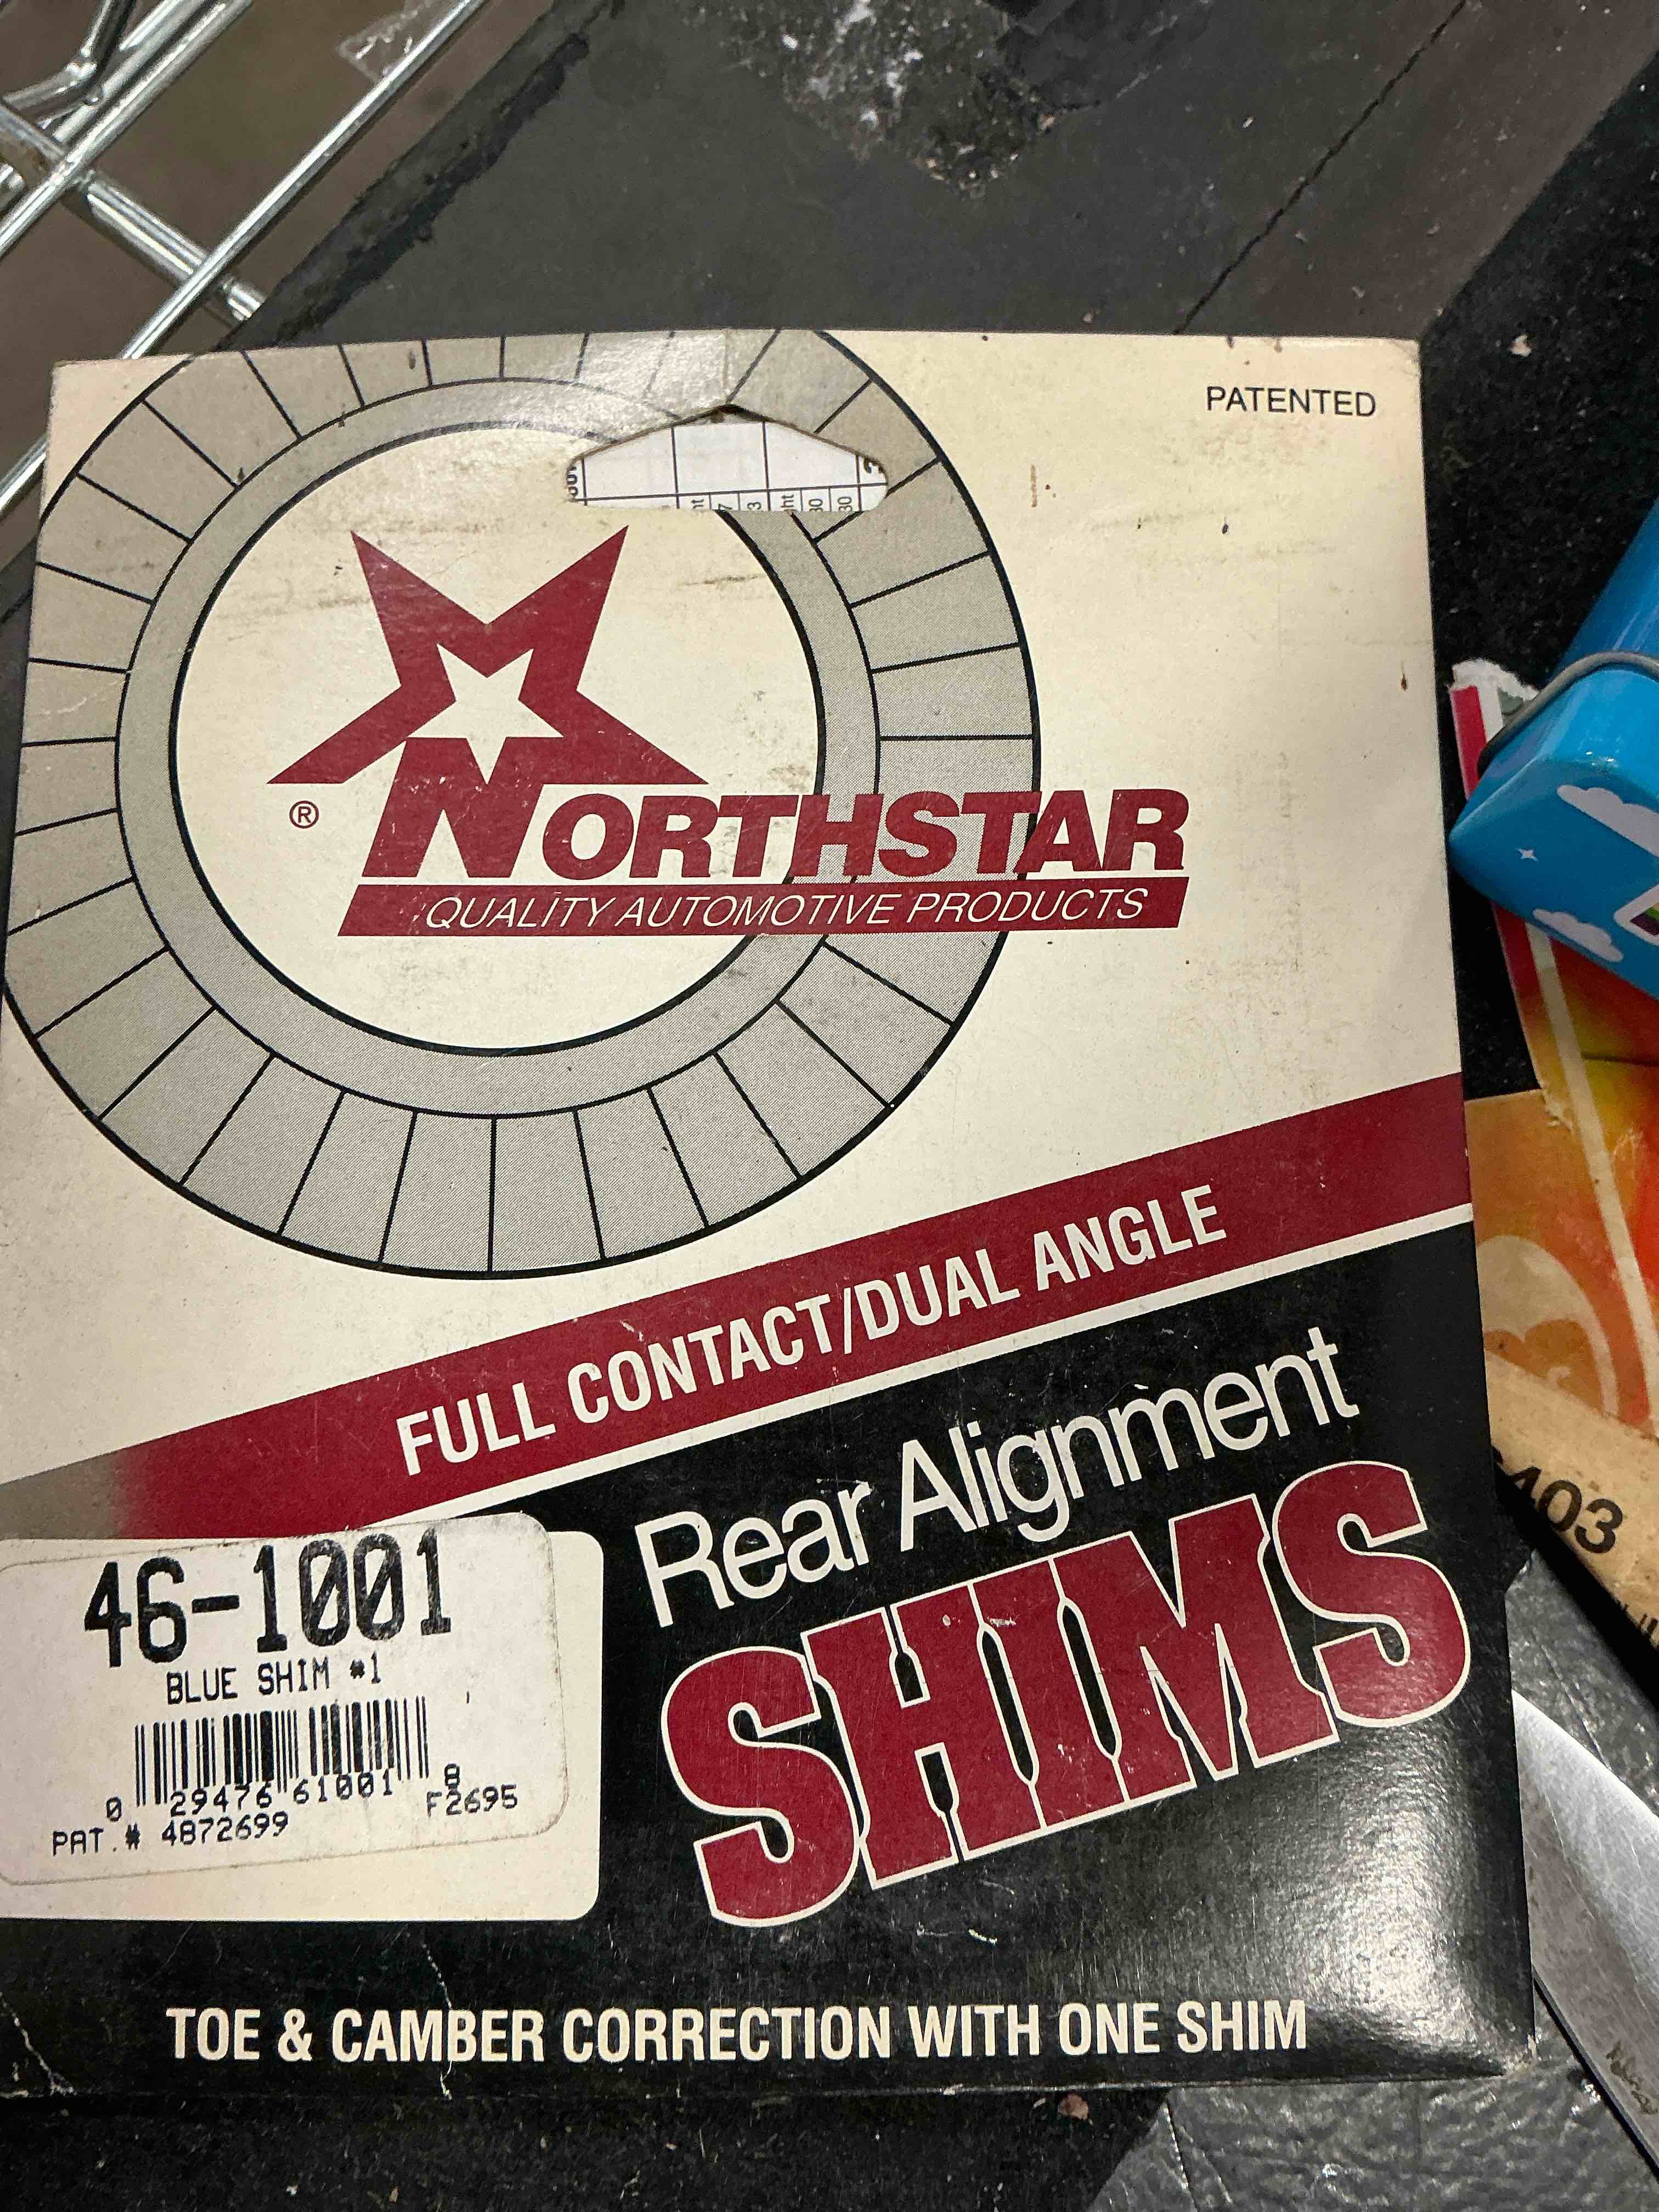 PATENTED
®
NORTHSTAR
QUALITY AUTOMOTIVE PRODUCTS
FULL CONTACT/DUAL ANGLE
Rear Alignment
SHIMS
46-1001
BLUE SHIM #1
0 29476 61001 8
F2695
PAT.# 4872699
TOE & CAMBER CORRECTION WITH ONE SHIM
403